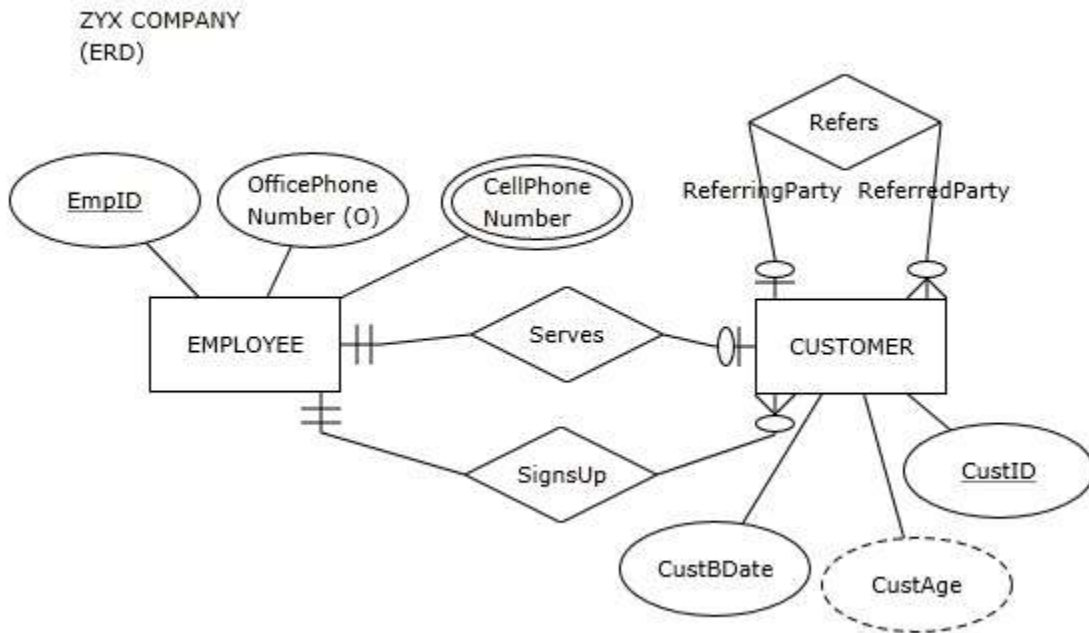 ZYX COMPANY
(ERD)
Refers
ReferringParty
ReferredParty
EmpID
OfficePhone
Number (O)
CellPhone
Number
EMPLOYEE
Serves
CUSTOMER
SignsUp
CustID
CustBDate
CustAge